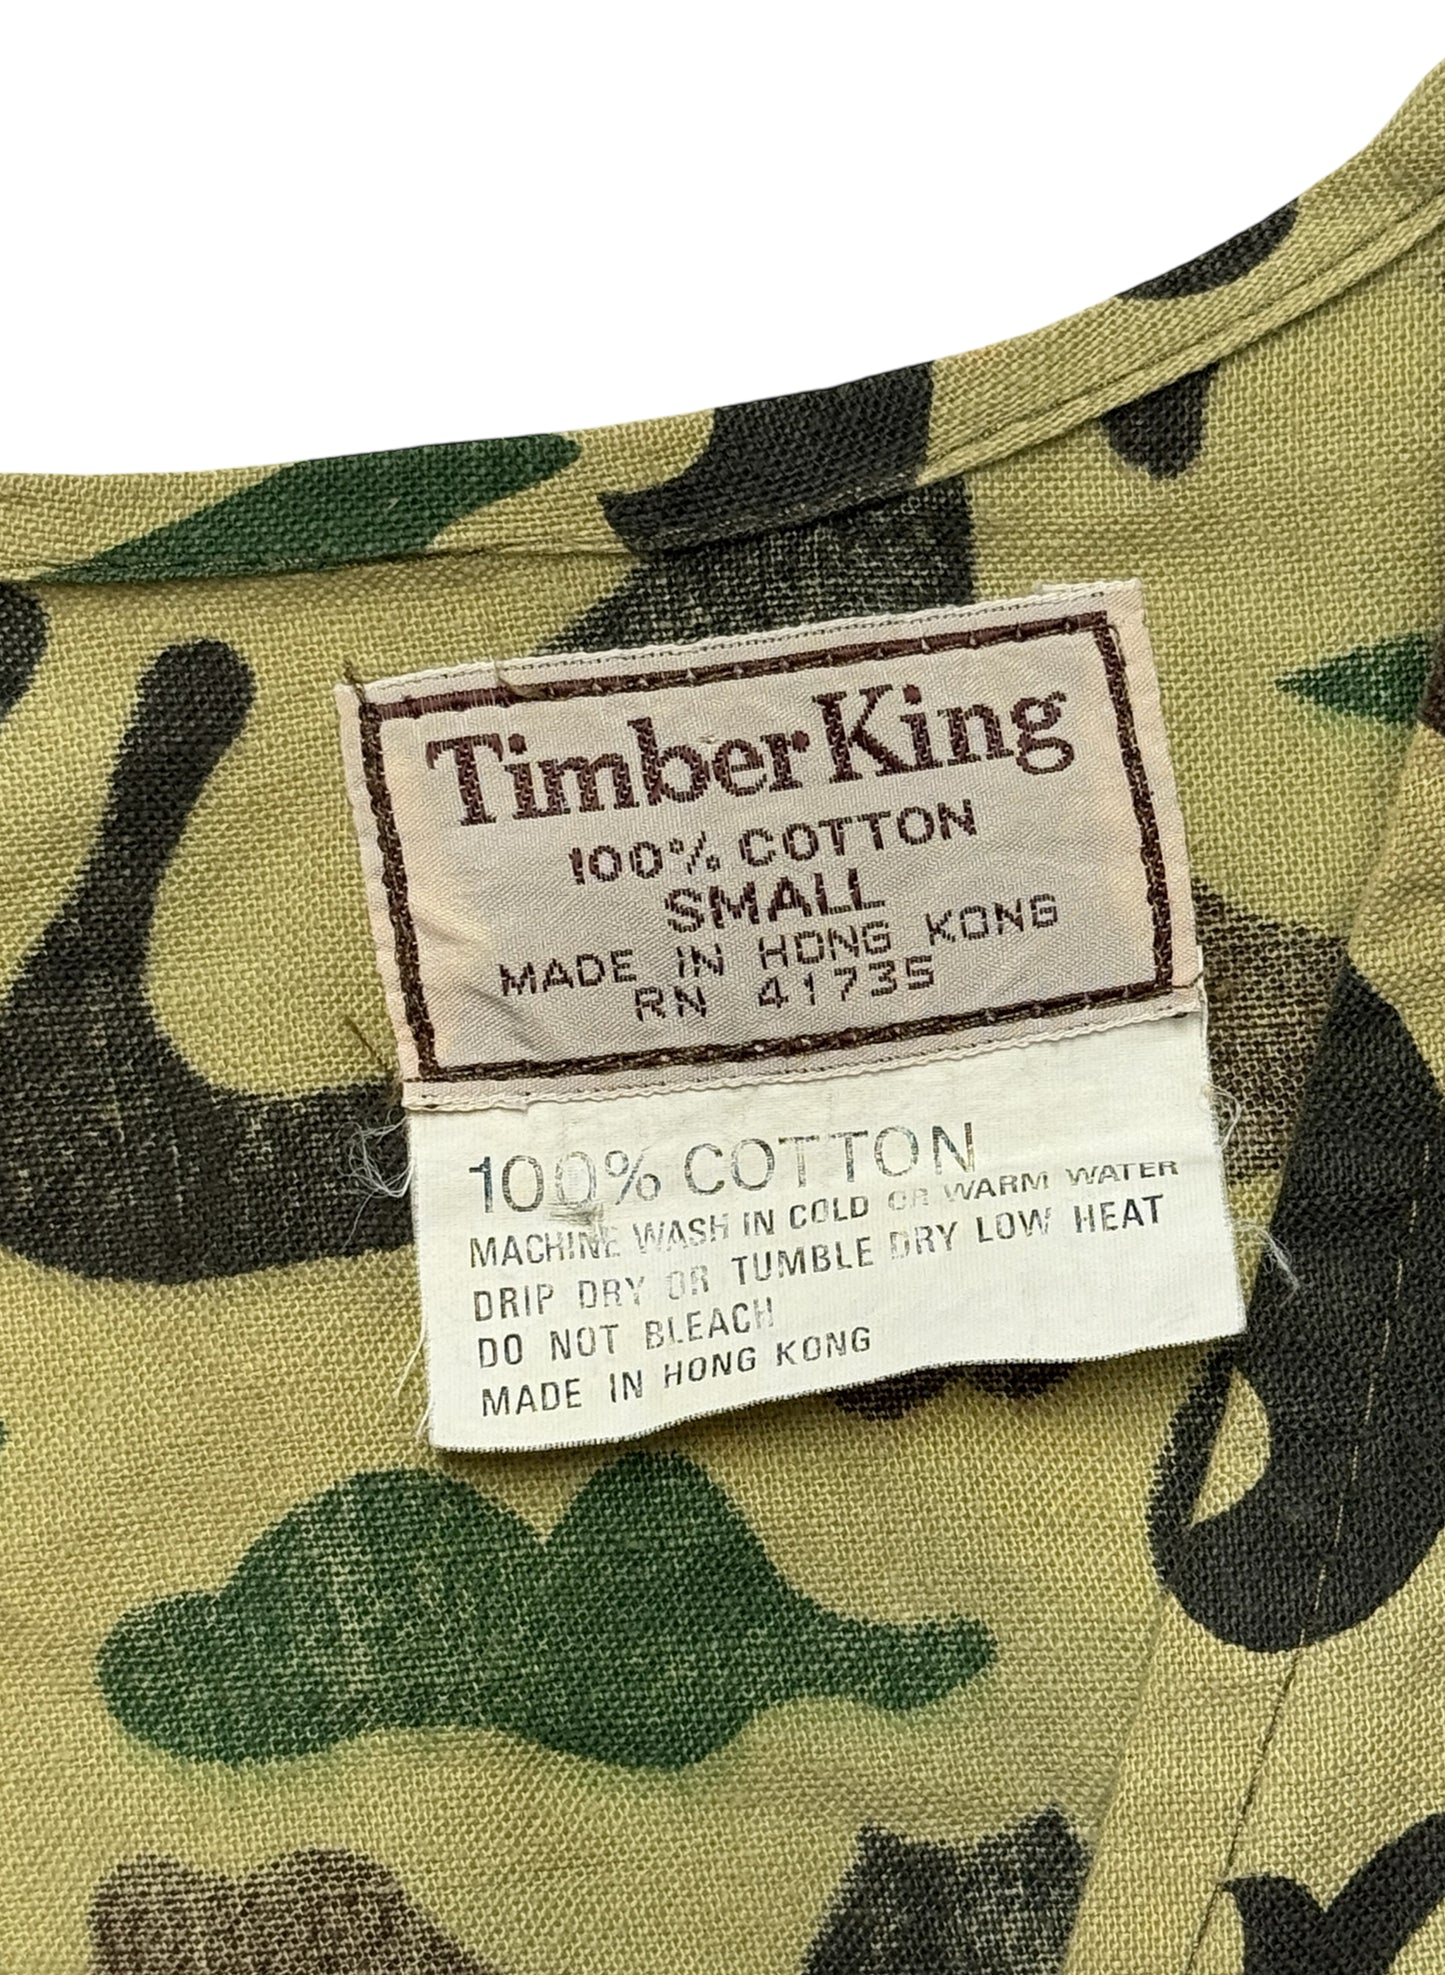 TimberKing
100% COTTON
SMALL
MADE IN HONG KONG
RN 41735
100% COTTON
MACHINE WASH IN COLD OR WARM WATER
DRIP DRY OR TUMBLE DRY LOW HEAT
DO NOT BLEACH
MADE IN HONG KONG